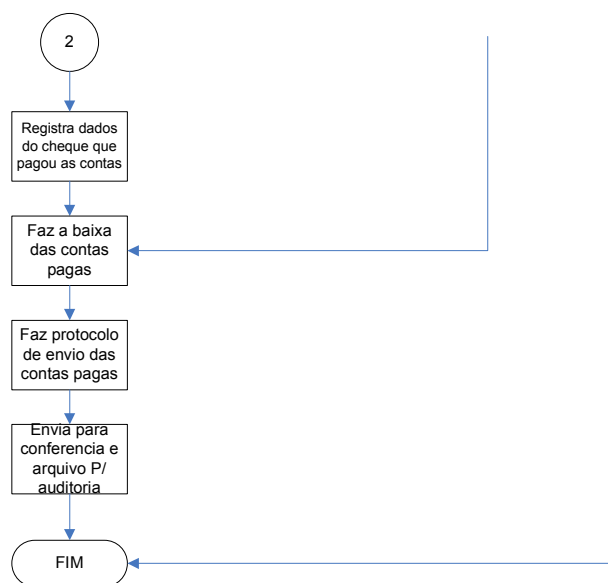 2
Registra dados
do cheque que
pagou as contas
Faz a baixa
das contas
pagas
Faz protocolo
de envio das
contas pagas
Envia para
conferencia e
arquivo P/
auditoria
FIM